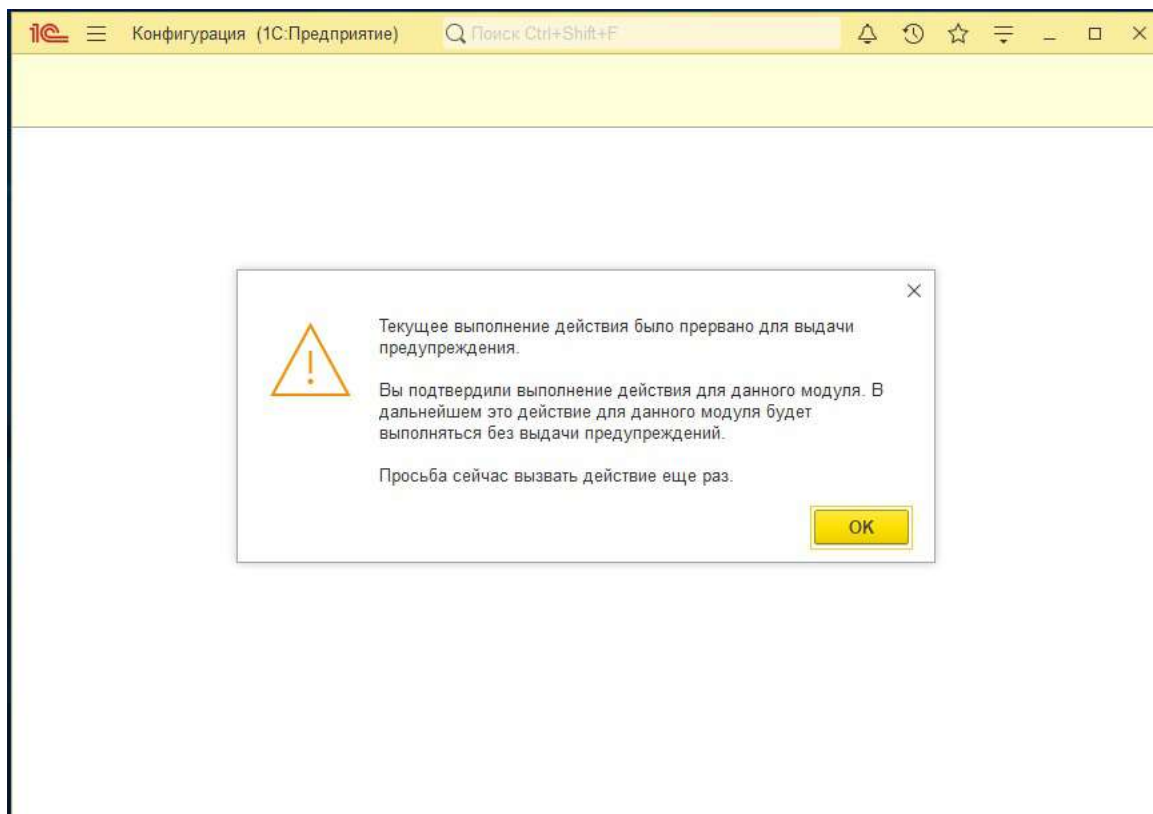 1С Конфигурация (1С:Предприятие) Поиск Ctrl+Shift+F
Текущее выполнение действия было прервано для выдачи
предупреждения.
Вы подтвердили выполнение действия для данного модуля. В
дальнейшем это действие для данного модуля будет
выполняться без выдачи предупреждений.
Просьба сейчас вызвать действие еще раз.
ОК